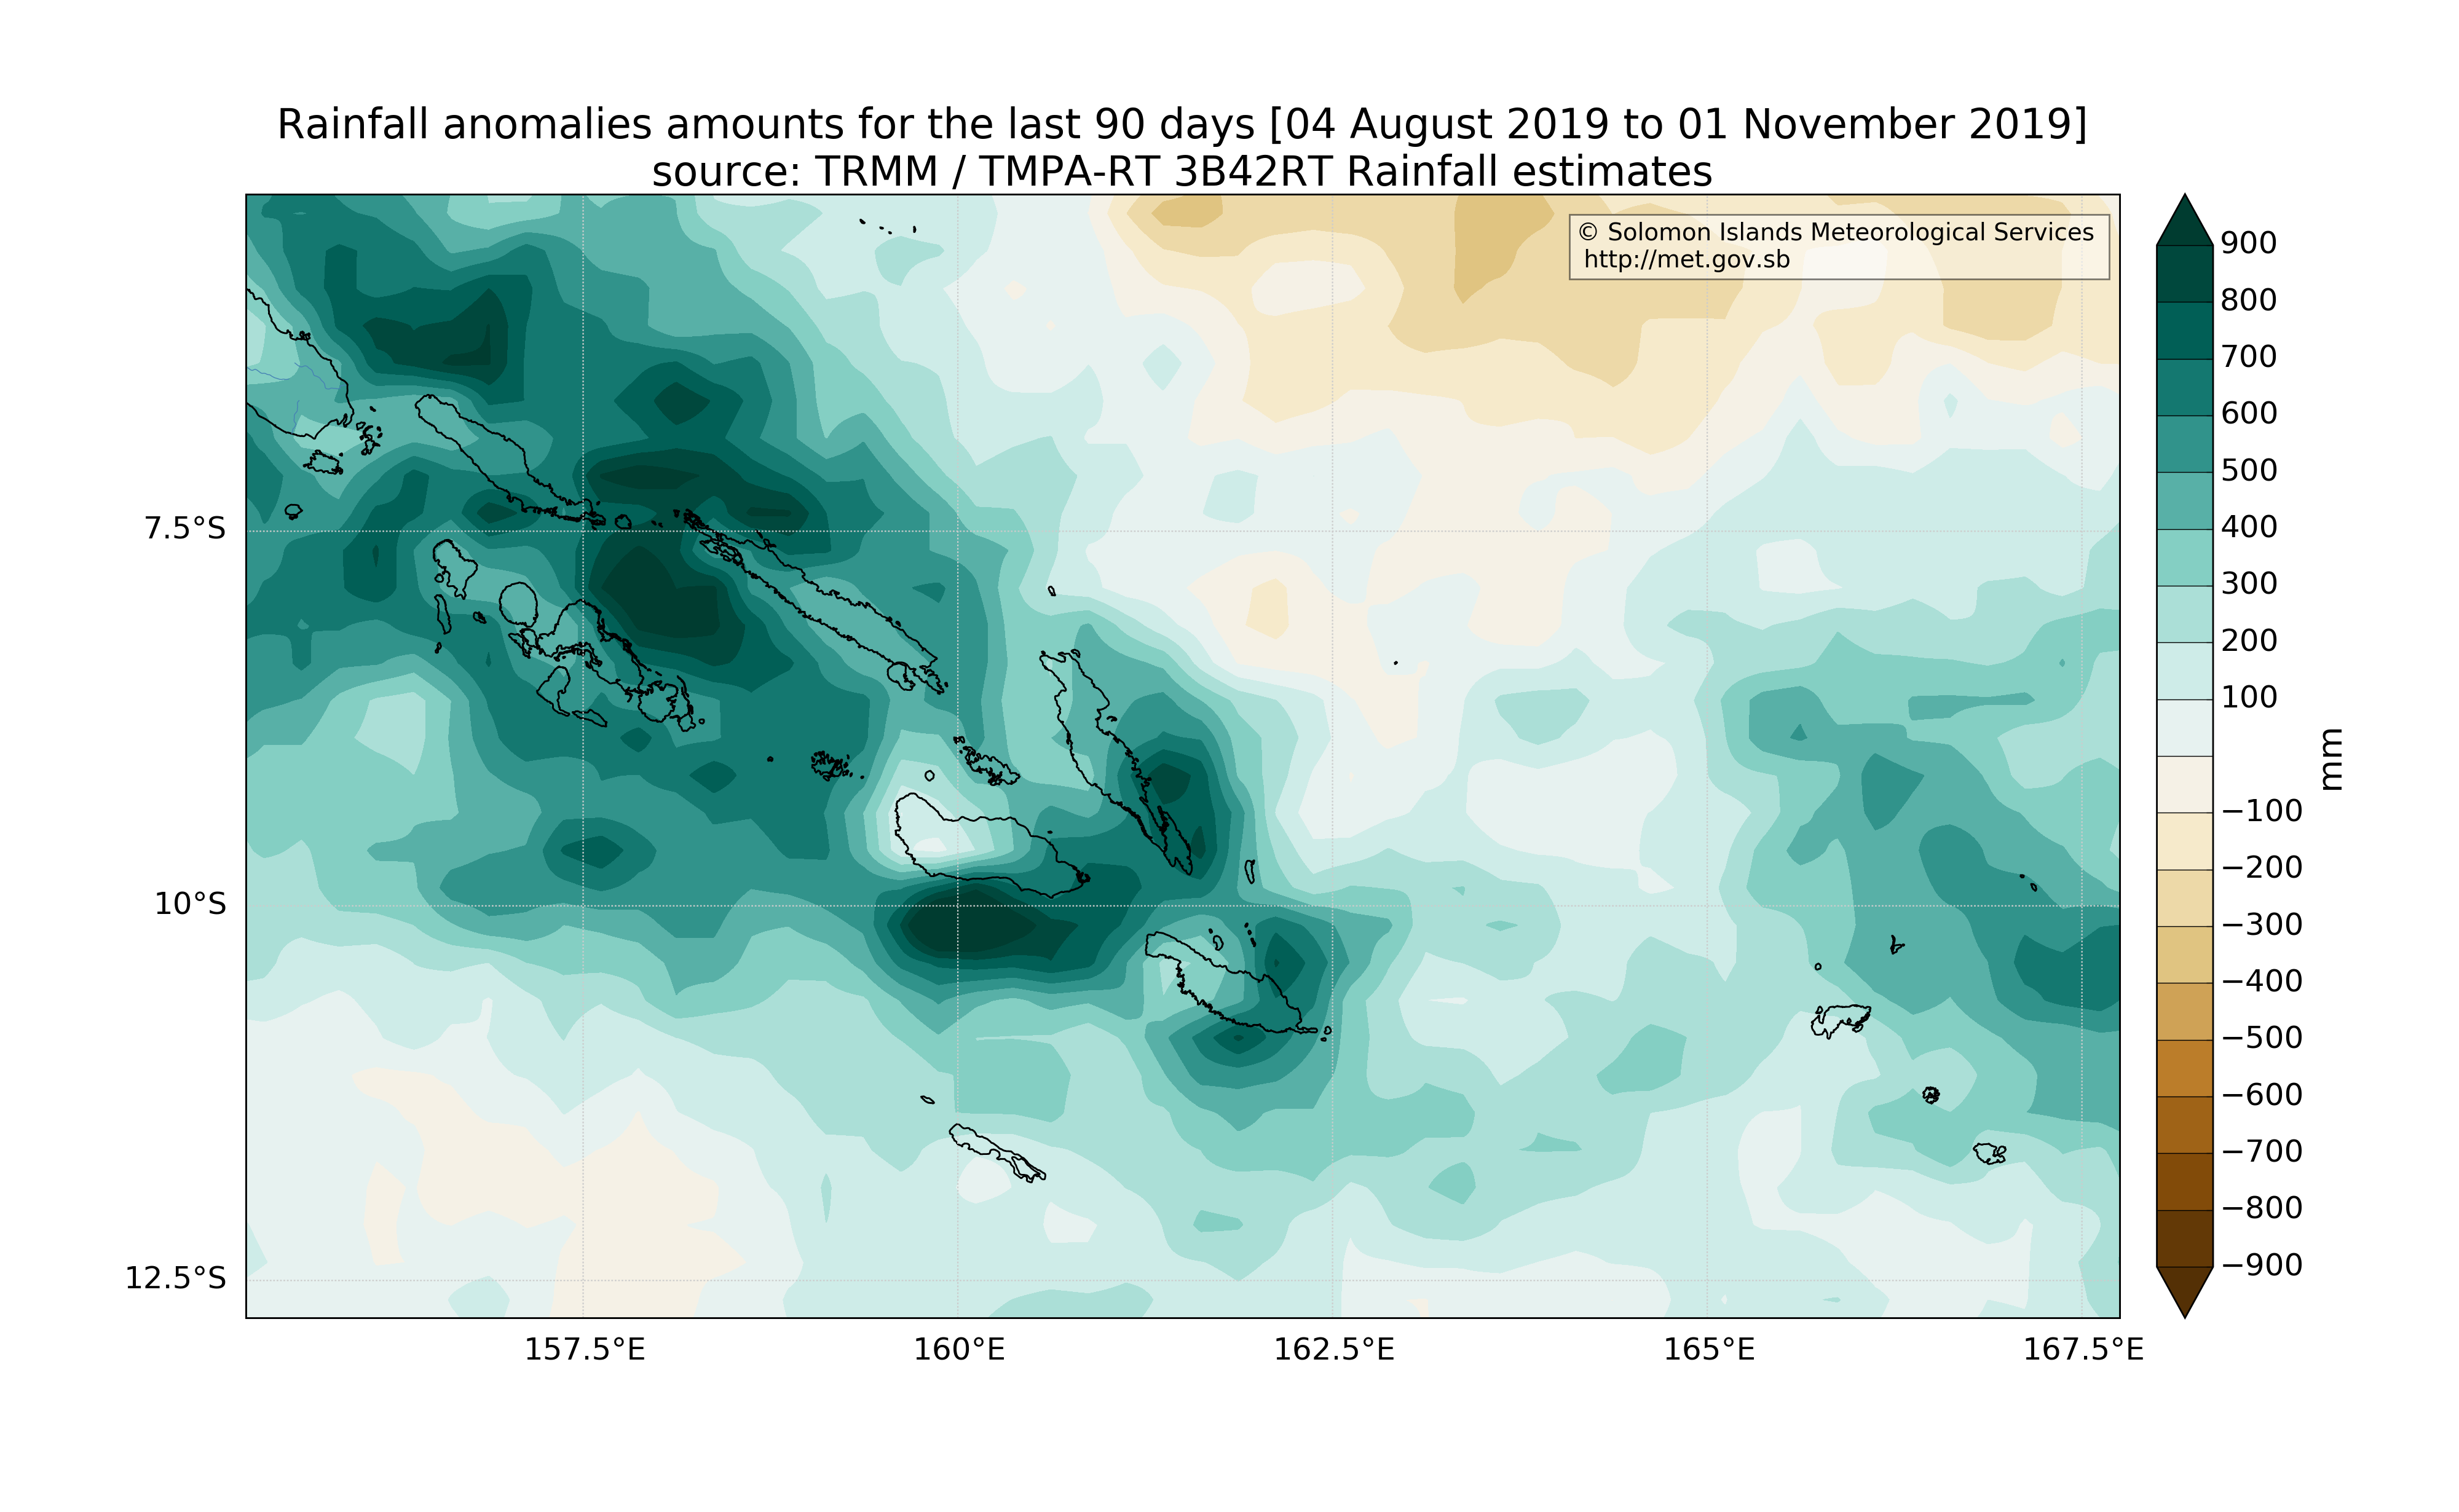 Rainfall anomalies amounts for the last 90 days [04 August 2019 to 01 November 2019]
source: TRMM / TMPA-RT 3B42RT Rainfall estimates
© Solomon Islands Meteorological Services
http://met.gov.sb
7.5°S
10°S
12.5°S
157.5°E
160°E
162.5°E
165°E
167.5°E
900
800
700
600
500
400
300
200
100
−100
−200
−300
−400
−500
−600
−700
−800
−900
mm